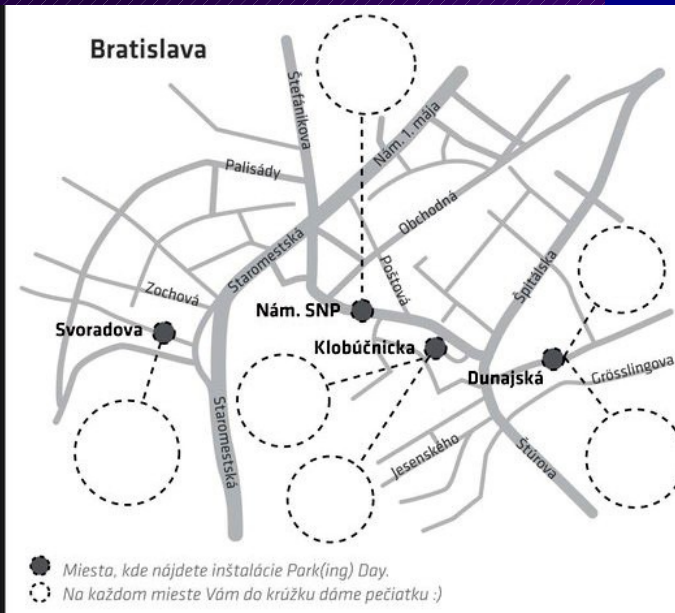 Bratislava
Štefánikova
Nám. 1. mája
Palisády
Obchodná
Staromestská
Poštová
Špitálska
Zochová
Nám. SNP
Svoradova
Klobúčnicka
Dunajská
Grösslingova
Staromestská
Jesenského
Štúrova
Miesta, kde nájdete inštalácie Park(ing) Day.
Na každom mieste Vám do krúžku dáme pečiatku :)